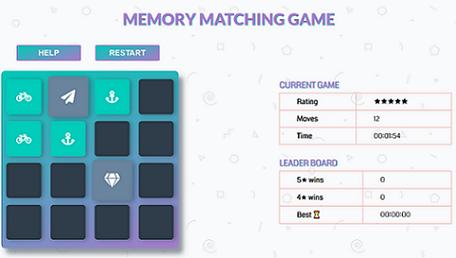 MEMORY MATCHING GAME
HELP RESTART
CURRENT GAME
Rating ★★★★★
Moves 12
Time 00:01:54
LEADER BOARD
5★ wins 0
4★ wins 0
Best ⌛ 00:00:00